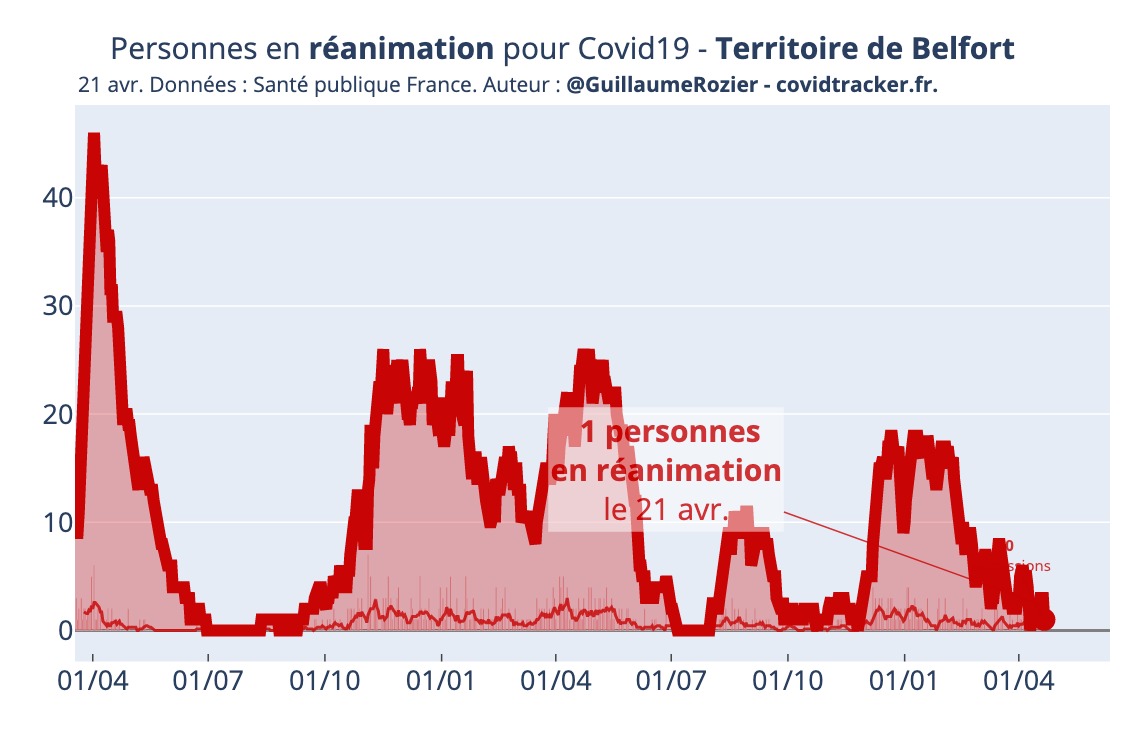 Personnes en réanimation pour Covid19 - Territoire de Belfort
21 avr. Données : Santé publique France. Auteur : @GuillaumeRozier - covidtracker.fr.
40
30
20
10
0
1 personnes
en réanimation
le 21 avr.
0
01/04 01/07 01/10 01/01 01/04 01/07 01/10 01/01 01/04